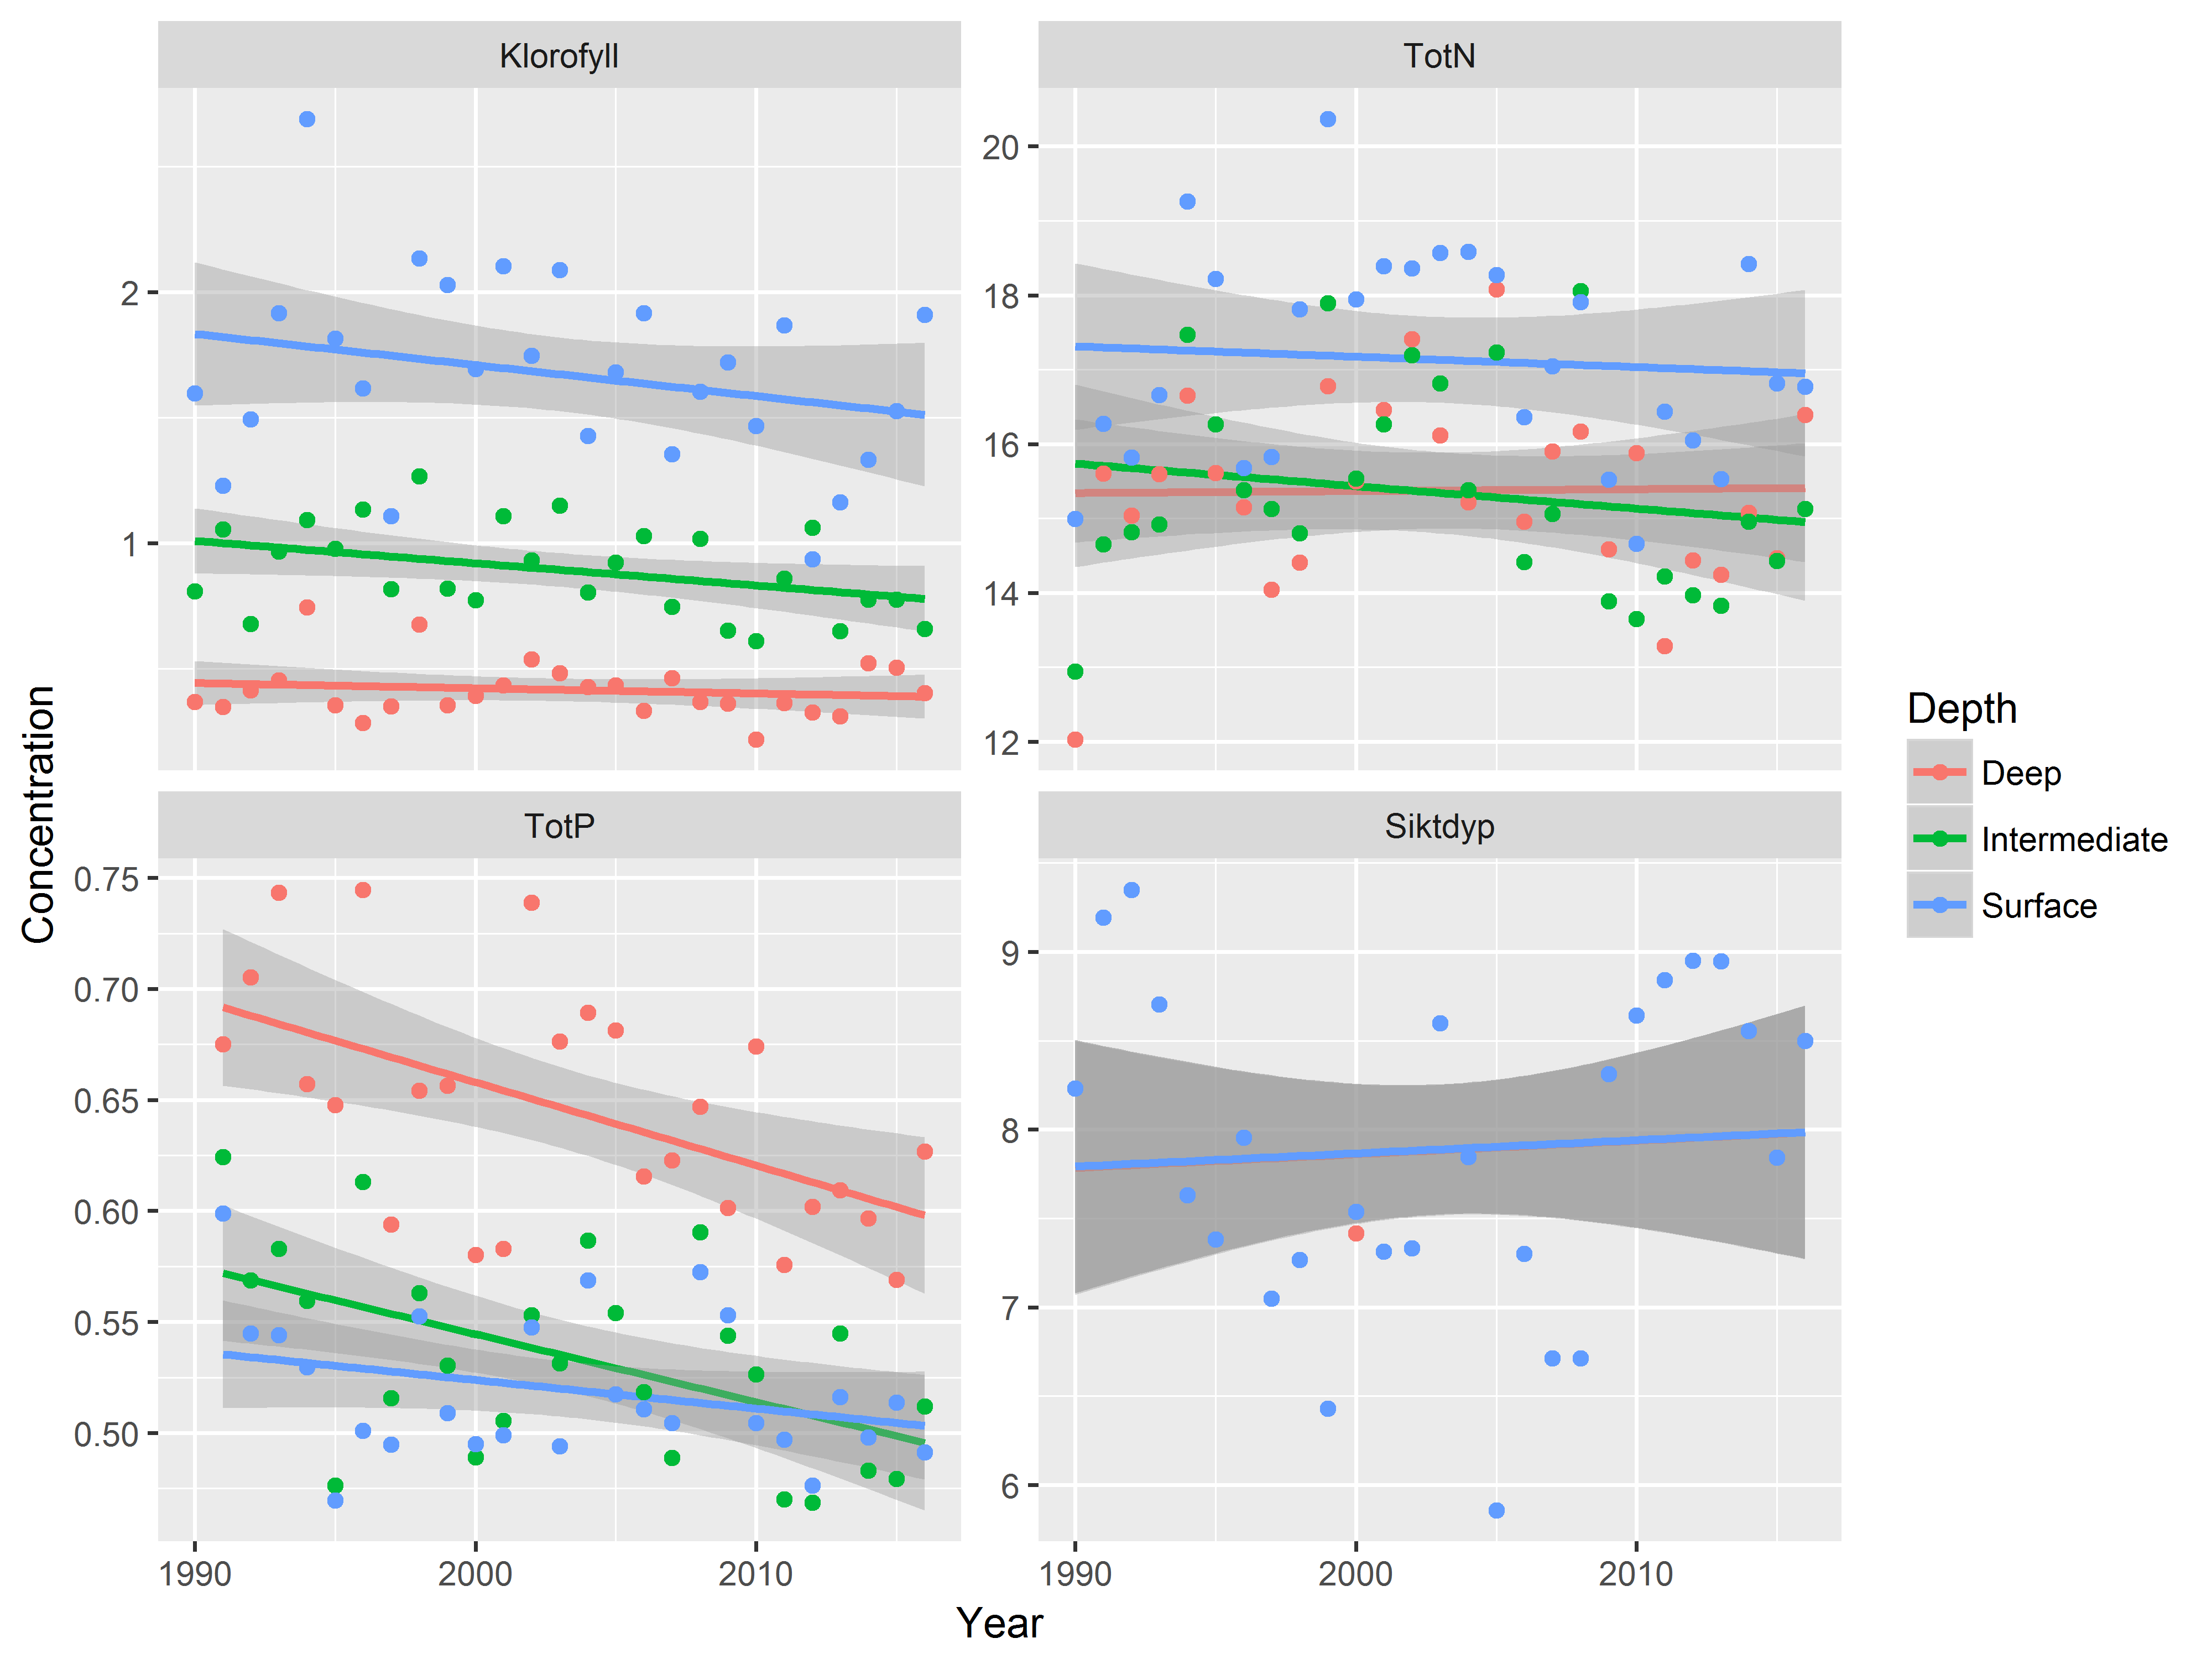 Klorofyll
TotN
2
1
20
18
16
14
12
Concentration
TotP
Siktdyp
0.75
0.70
0.65
0.60
0.55
0.50
9
8
7
6
1990
2000
2010
1990
2000
2010
Year
Depth
Deep
Intermediate
Surface